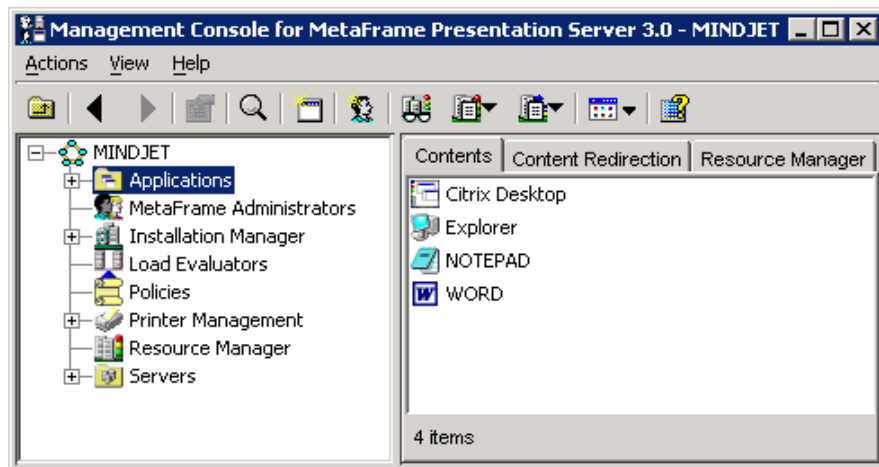 Management Console for MetaFrame Presentation Server 3.0 - MINDJET
Actions View Help
MINDJET
Applications
MetaFrame Administrators
Installation Manager
Load Evaluators
Policies
Printer Management
Resource Manager
Servers
Contents Content Redirection Resource Manager
Citrix Desktop
Explorer
NOTEPAD
WORD
4 items